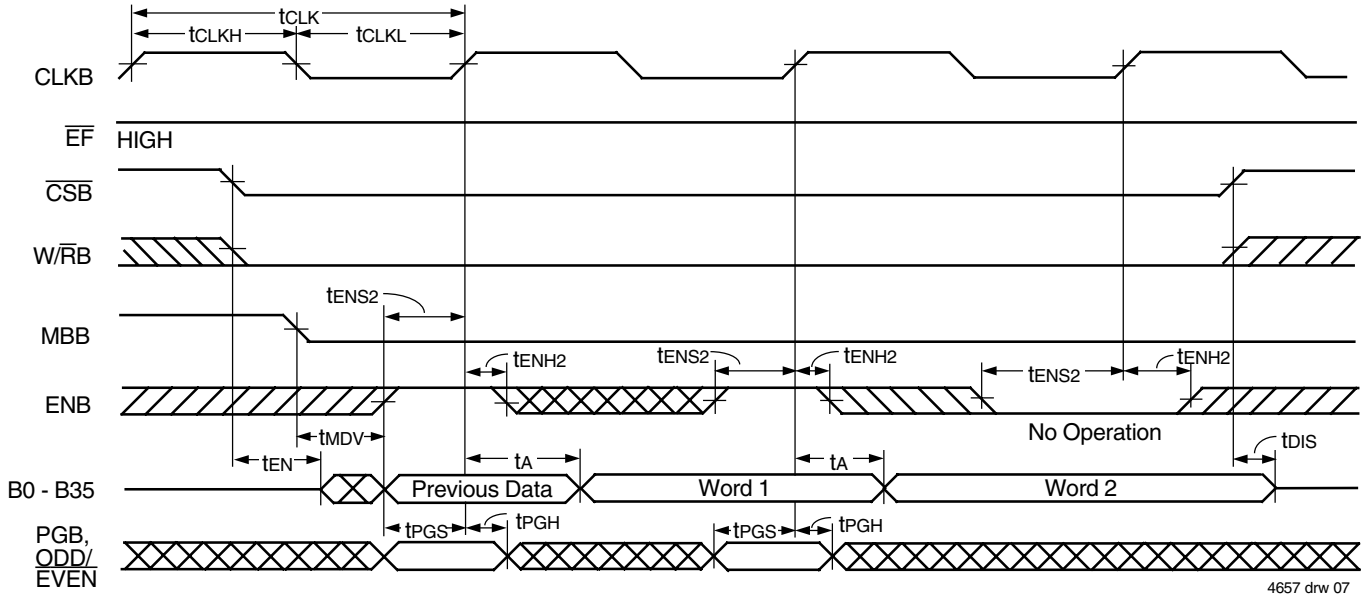 tCLK
tCLKH
tCLKL
CLKB
EF
HIGH
CSB
W/RB
tENS2
MBB
tENH2
tENS2
tENH2
tENS2
tENH2
ENB
No Operation
tMDV
tEN
tA
tA
tDIS
B0 - B35
Previous Data
Word 1
Word 2
tPGS
tPGH
tPGS
tPGH
PGB,
ODD/
EVEN
4657 drw 07